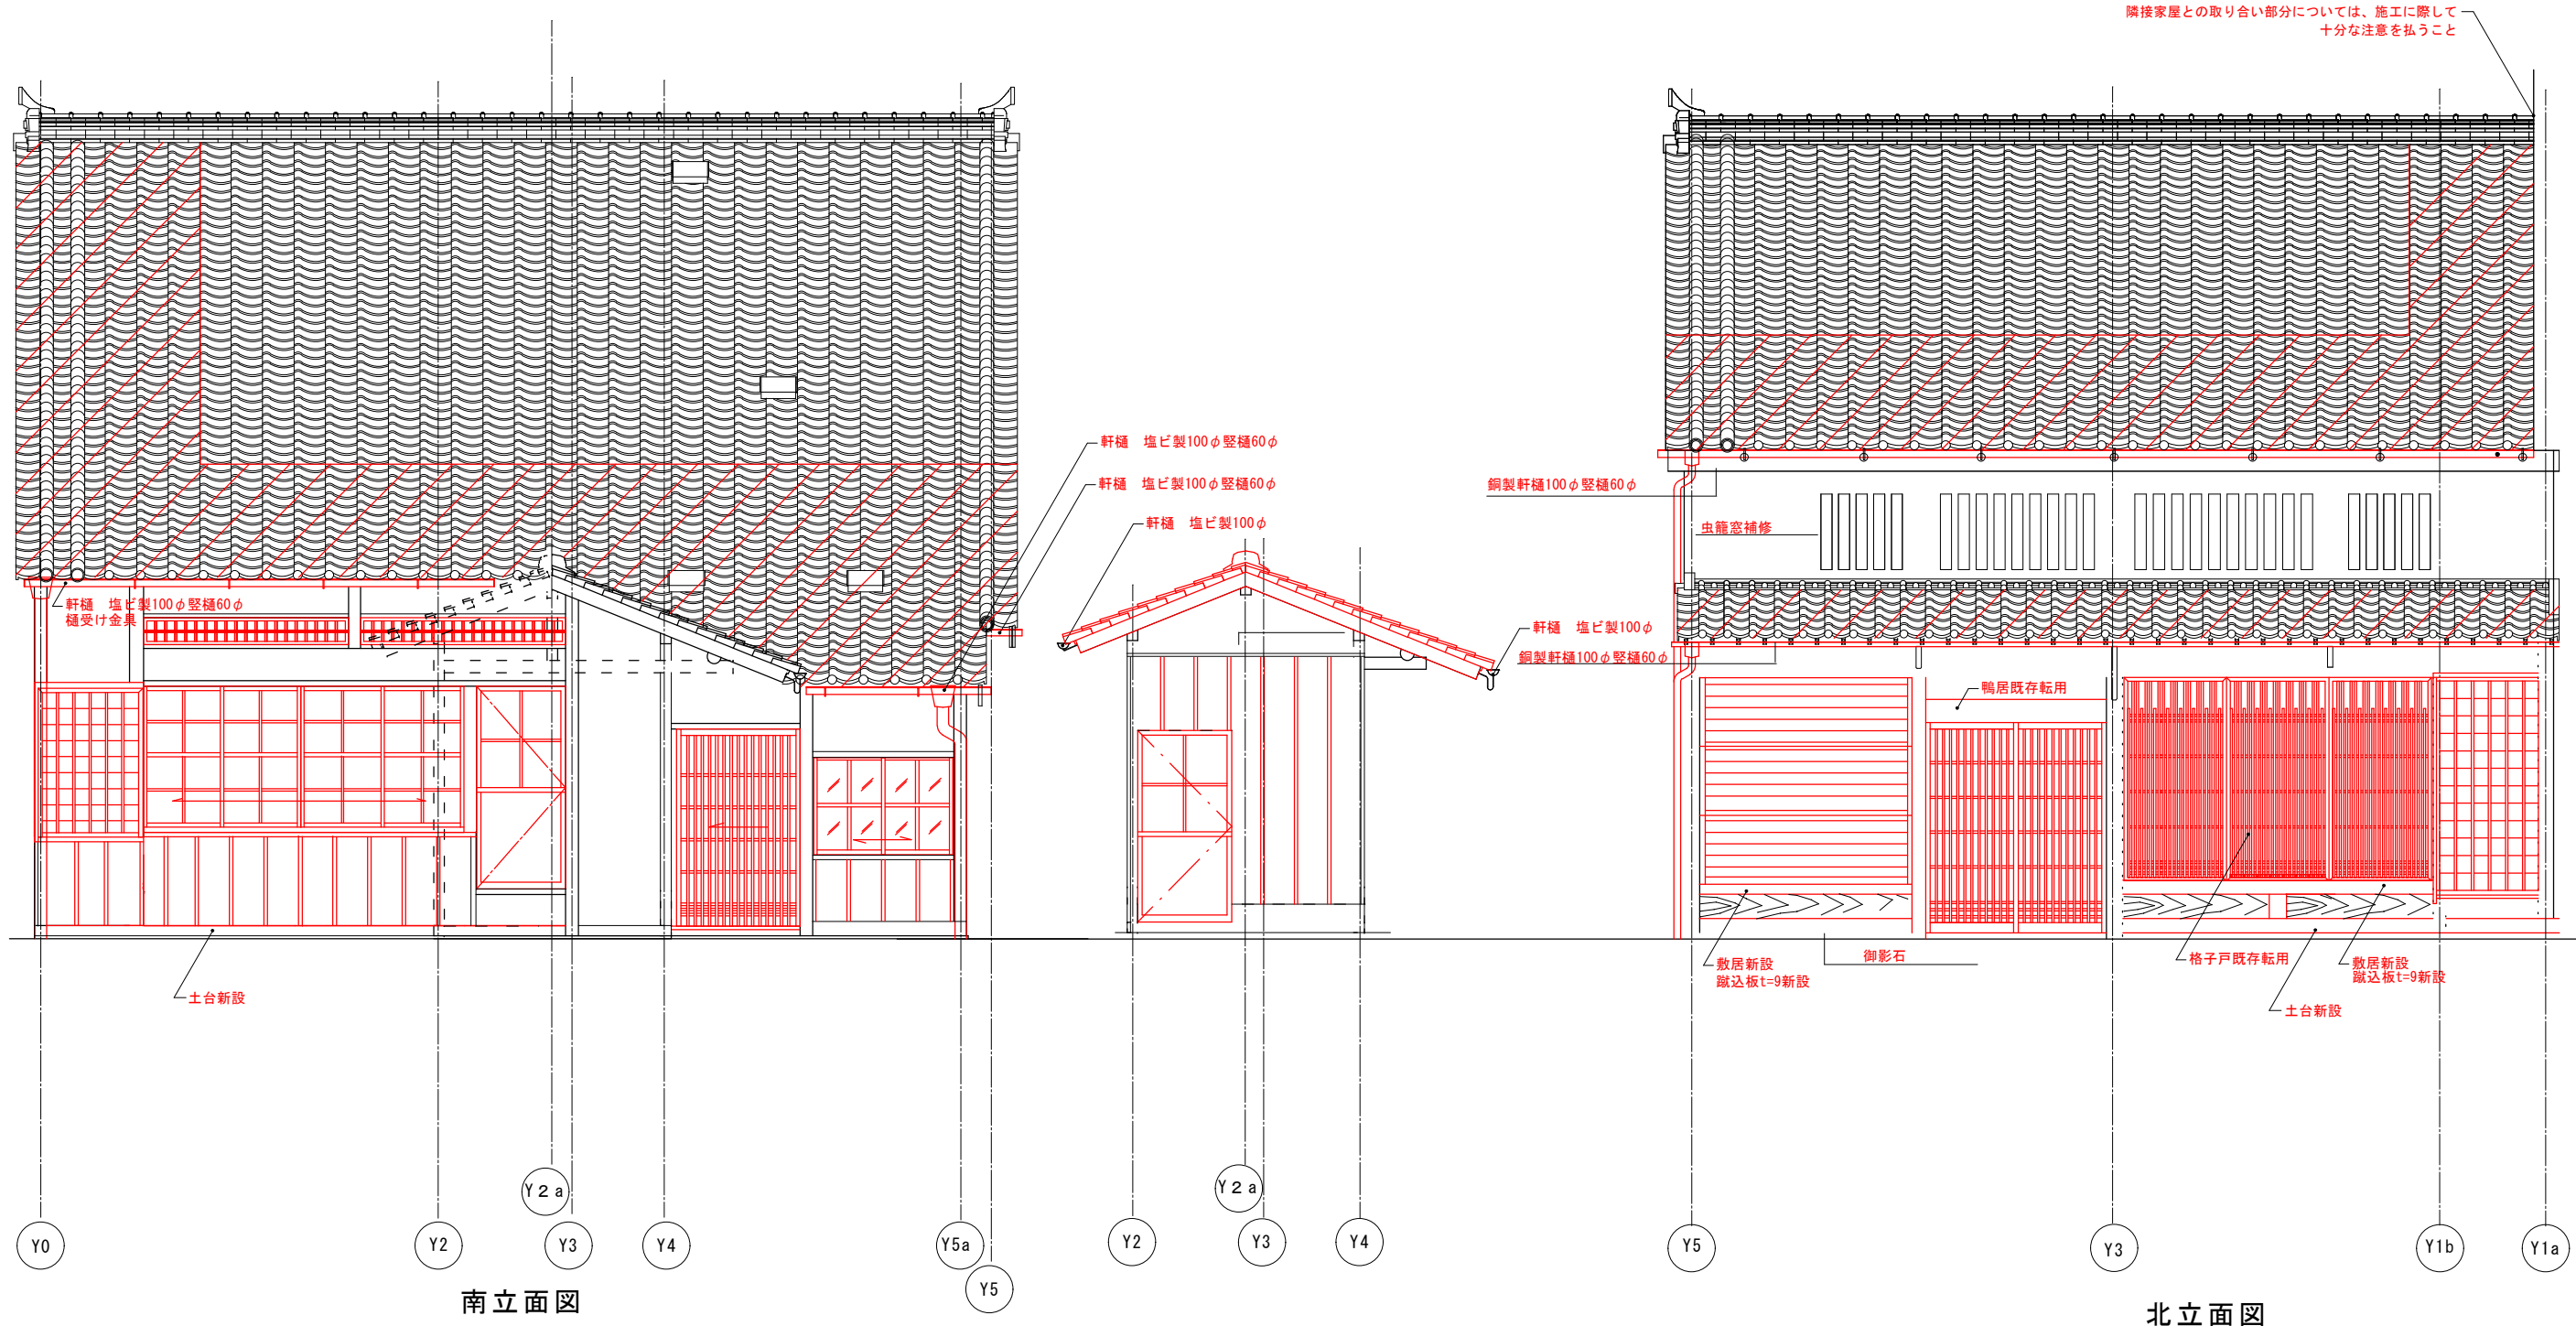 隣接家屋との取り合い部分については、施工に際して
十分な注意を払うこと
軒樋　塩ビ製100φ竪樋60φ
軒樋　塩ビ製100φ竪樋60φ
軒樋　塩ビ製100φ
軒樋　塩ビ製100φ竪樋60φ
樋受け金具
軒樋　塩ビ製100φ
銅製軒樋100φ竪樋60φ
虫籠窓補修
銅製軒樋100φ竪樋60φ
鴨居既存転用
土台新設
敷居新設
蹴込板t=9新設
御影石
格子戸既存転用
敷居新設
蹴込板t=9新設
土台新設
Y0
Y2
Y２a
Y3
Y4
Y5a
Y5
Y2
Y２a
Y3
Y4
Y5
Y3
Y1b
Y1a
南立面図
北立面図